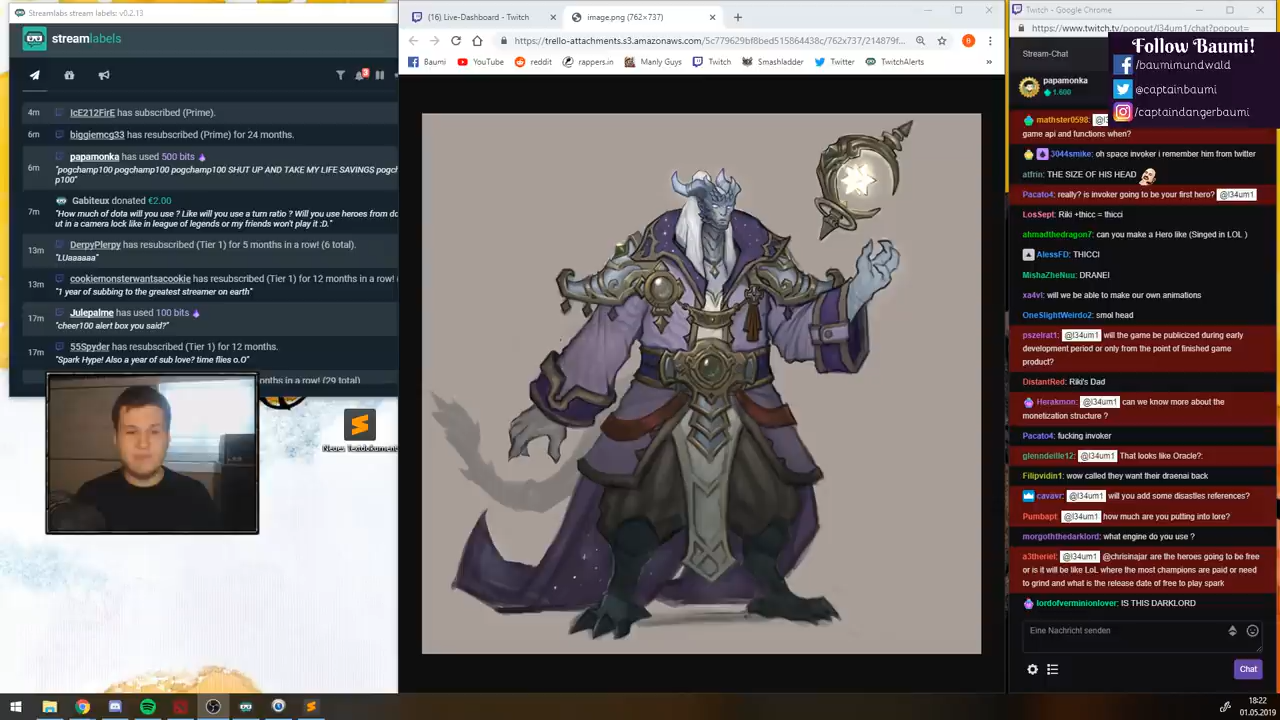 Streamlabs stream labels: v0.2.13
streamlabels
3
4m IcE212FirE has subscribed (Prime).
6m biggiemcg33 has resubscribed (Prime) for 24 months.
6m papamonka has used 500 bits
"pogchamp100 pogchamp100 pogchamp100 SHUT UP AND TAKE MY LIFE SAVINGS pogc
p100"
7m Gabiteux donated €2.00
"How much of dota will you use ? Like will you use a turn ratio ? Will you use heroes from do
ut in a camera lock like in league of legends or my friends won't play it :D."
13m DerpyPlerpy has resubscribed (Tier 1) for 5 months in a row! (6 total).
"LUaaaaaa"
13m cookiemonsterwantsacookie has resubscribed (Tier 1) for 12 months in a row!
"1 year of subbing to the greatest streamer on earth"
17m Julepalme has used 100 bits
"cheer100 alert box you said?"
17m 55Spyder has resubscribed (Tier 1) for 12 months.
"Spark Hype! Also a year of sub love? time flies o.O"
onths in a row! (29 total)
Neues Textdokument
(16) Live-Dashboard - Twitch
image.png (762×737)
https://trello-attachments.s3.amazonaws.com/5c779629bf8bed515864438c/762x737/214879f...
Baumi
YouTube
reddit
rappers.in
Manly Guys
Twitch
Smashladder
Twitter
TwitchAlerts
»
Twitch - Google Chrome
https://www.twitch.tv/popout/l34um1/chat?popout=
Stream-Chat
Follow Baumi!
/baumimundwald
@captainbaumi
/captaindangerbaumi
papamonka
1.600
mathster0598:
game api and functions when?
3044smike: oh space invoker i remember him from twitter
atfrin: THE SIZE OF HIS HEAD
Pacato4: really? is invoker going to be your first hero? @l34um1
LosSept: Riki +thicc = thicci
ahmadthedragon7: can you make a Hero like (Singed in LOL )
AlessFD: THICCI
MishaZheNuu: DRANEI
xa4vl: will we be able to make our own animations
OneSlightWeirdo2: smol head
pszelrat1: @l34um1 will the game be publicized during early
development period or only from the point of finished game
product?
DistantRed: Riki's Dad
Herakmon: @l34um1 can we know more about the
monetization structure ?
Pacato4: fucking invoker
glenndeille12: @l34um1 That looks like Oracle?:
Filipvidin1: wow called they want their draenai back
cavavr: @l34um1 will you add some disastles references?
Pumbapt: @l34um1 how much are you putting into lore?
morgoththedarklord: what engine do you use ?
a3theriel: @l34um1 @chrisinajar are the heroes going to be free
or is it will be like LoL where the most champions are paid or need
to grind and what is the release date of free to play spark
lordofverminionlover: IS THIS DARKLORD
Eine Nachricht senden
Chat
18:22
01.05.2019